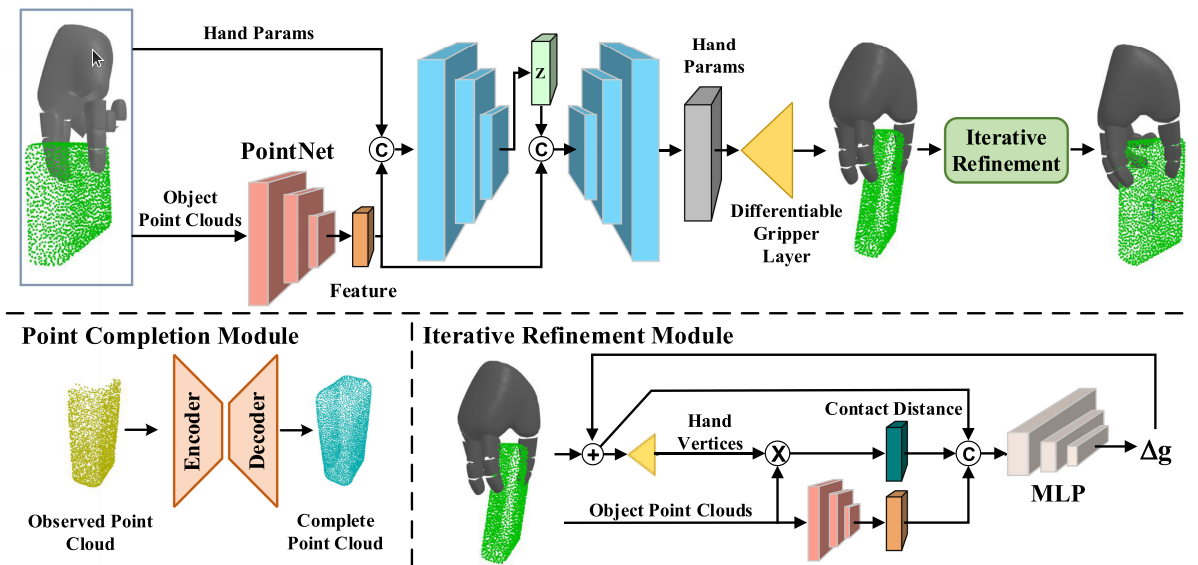 Hand Params
PointNet
Object
Point Clouds
Feature
C
z
C
Hand
Params
Differentiable
Gripper
Layer
Iterative
Refinement
Point Completion Module
Encoder
Decoder
Observed Point
Cloud
Complete
Point Cloud
Iterative Refinement Module
+
Hand
Vertices
X
Contact Distance
C
Object Point Clouds
MLP
Δg